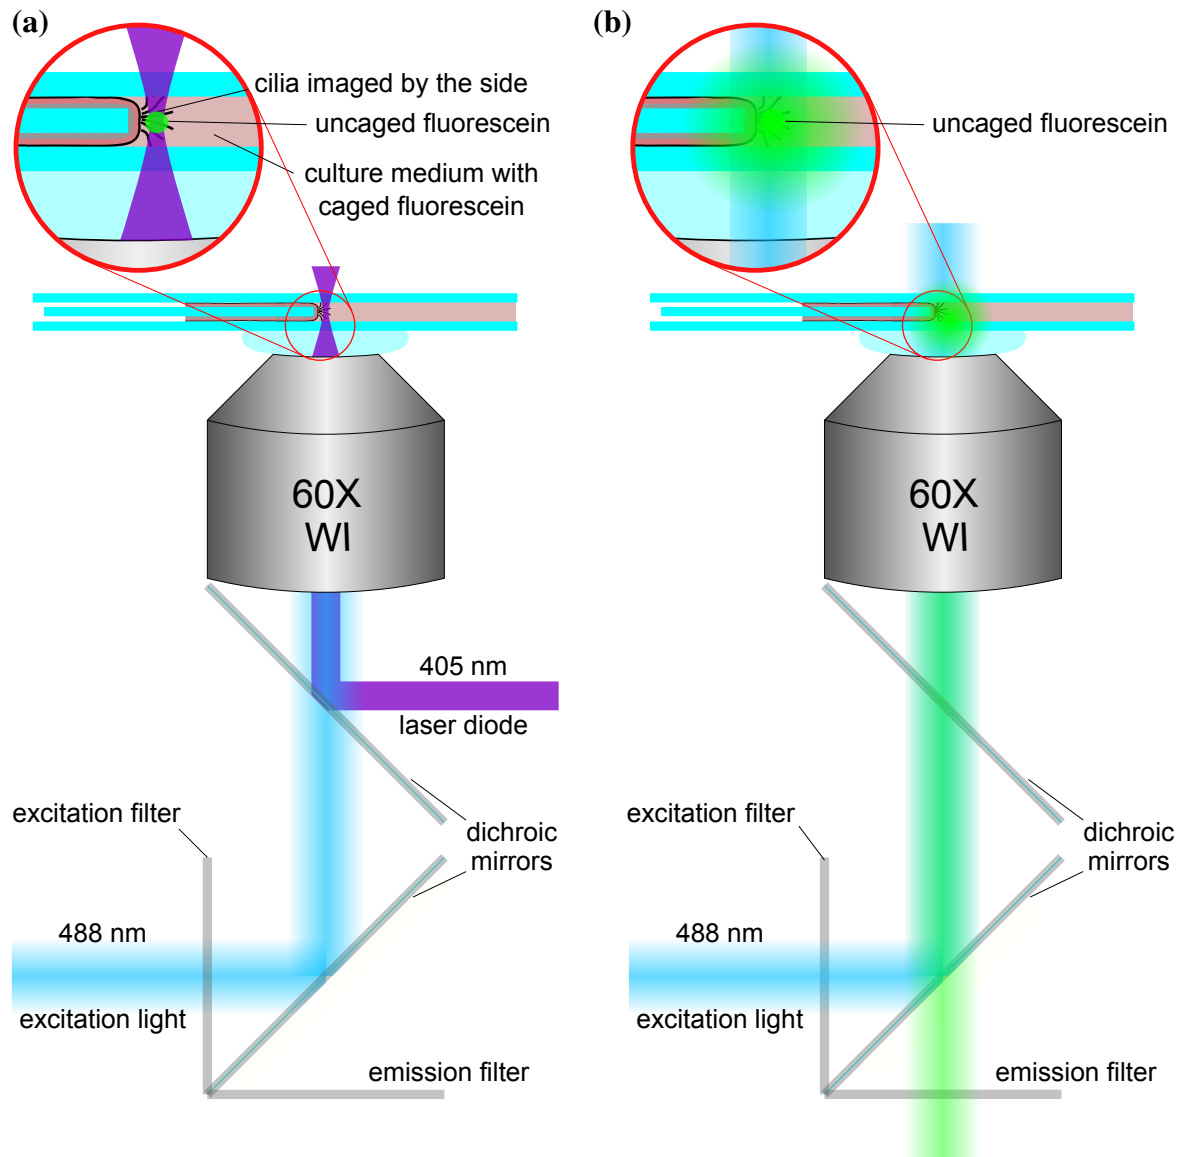 (a)
cilia imaged by the side
uncaged fluorescein
culture medium with
caged fluorescein
60X
WI
405 nm
laser diode
excitation filter
dichroic
mirrors
488 nm
excitation light
emission filter
(b)
uncaged fluorescein
60X
WI
excitation filter
dichroic
mirrors
488 nm
excitation light
emission filter